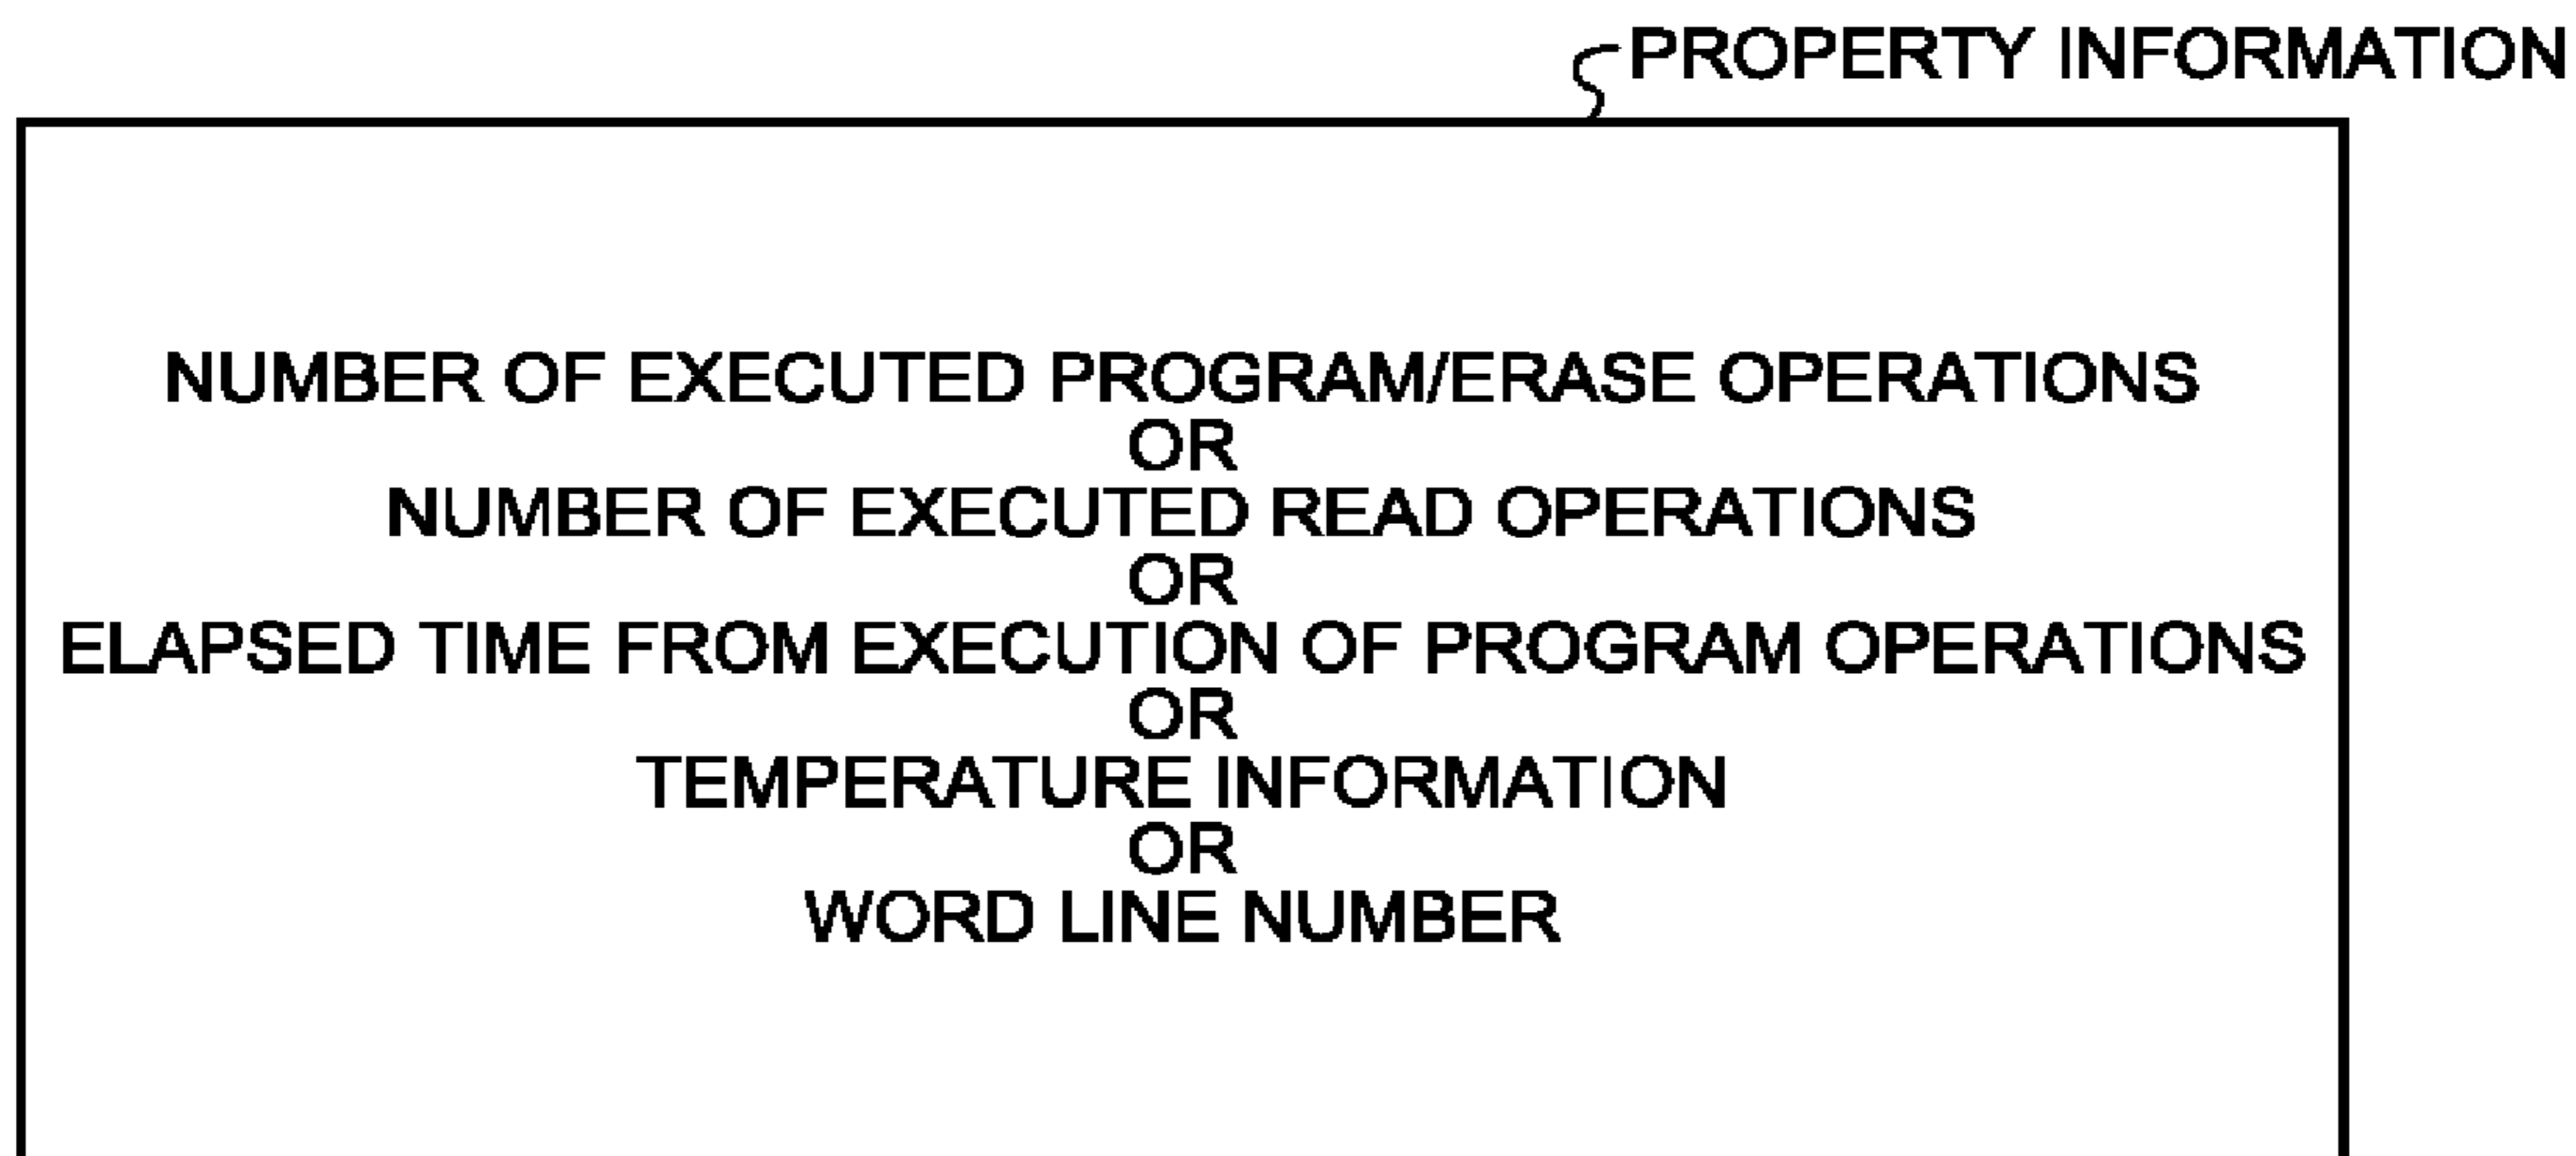 PROPERTY INFORMATION
NUMBER OF EXECUTED PROGRAM/ERASE OPERATIONS
OR
NUMBER OF EXECUTED READ OPERATIONS
OR
ELAPSED TIME FROM EXECUTION OF PROGRAM OPERATIONS
OR
TEMPERATURE INFORMATION
OR
WORD LINE NUMBER